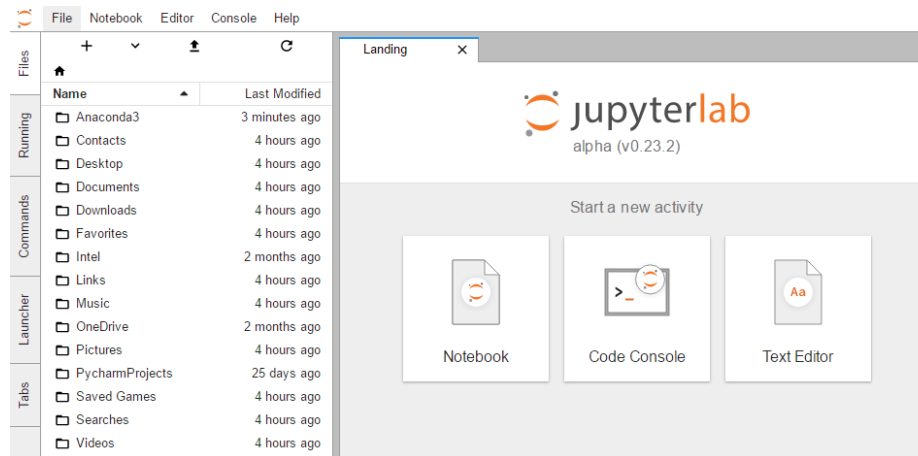 File Notebook Editor Console Help
Files
Running
Commands
Launcher
Tabs
Name Last Modified
Anaconda3 3 minutes ago
Contacts 4 hours ago
Desktop 4 hours ago
Documents 4 hours ago
Downloads 4 hours ago
Favorites 4 hours ago
Intel 2 months ago
Links 4 hours ago
Music 4 hours ago
OneDrive 2 months ago
Pictures 4 hours ago
PycharmProjects 25 days ago
Saved Games 4 hours ago
Searches 4 hours ago
Videos 4 hours ago
Landing
jupyterlab
alpha (v0.23.2)
Start a new activity
>_
Aa
Notebook Code Console Text Editor